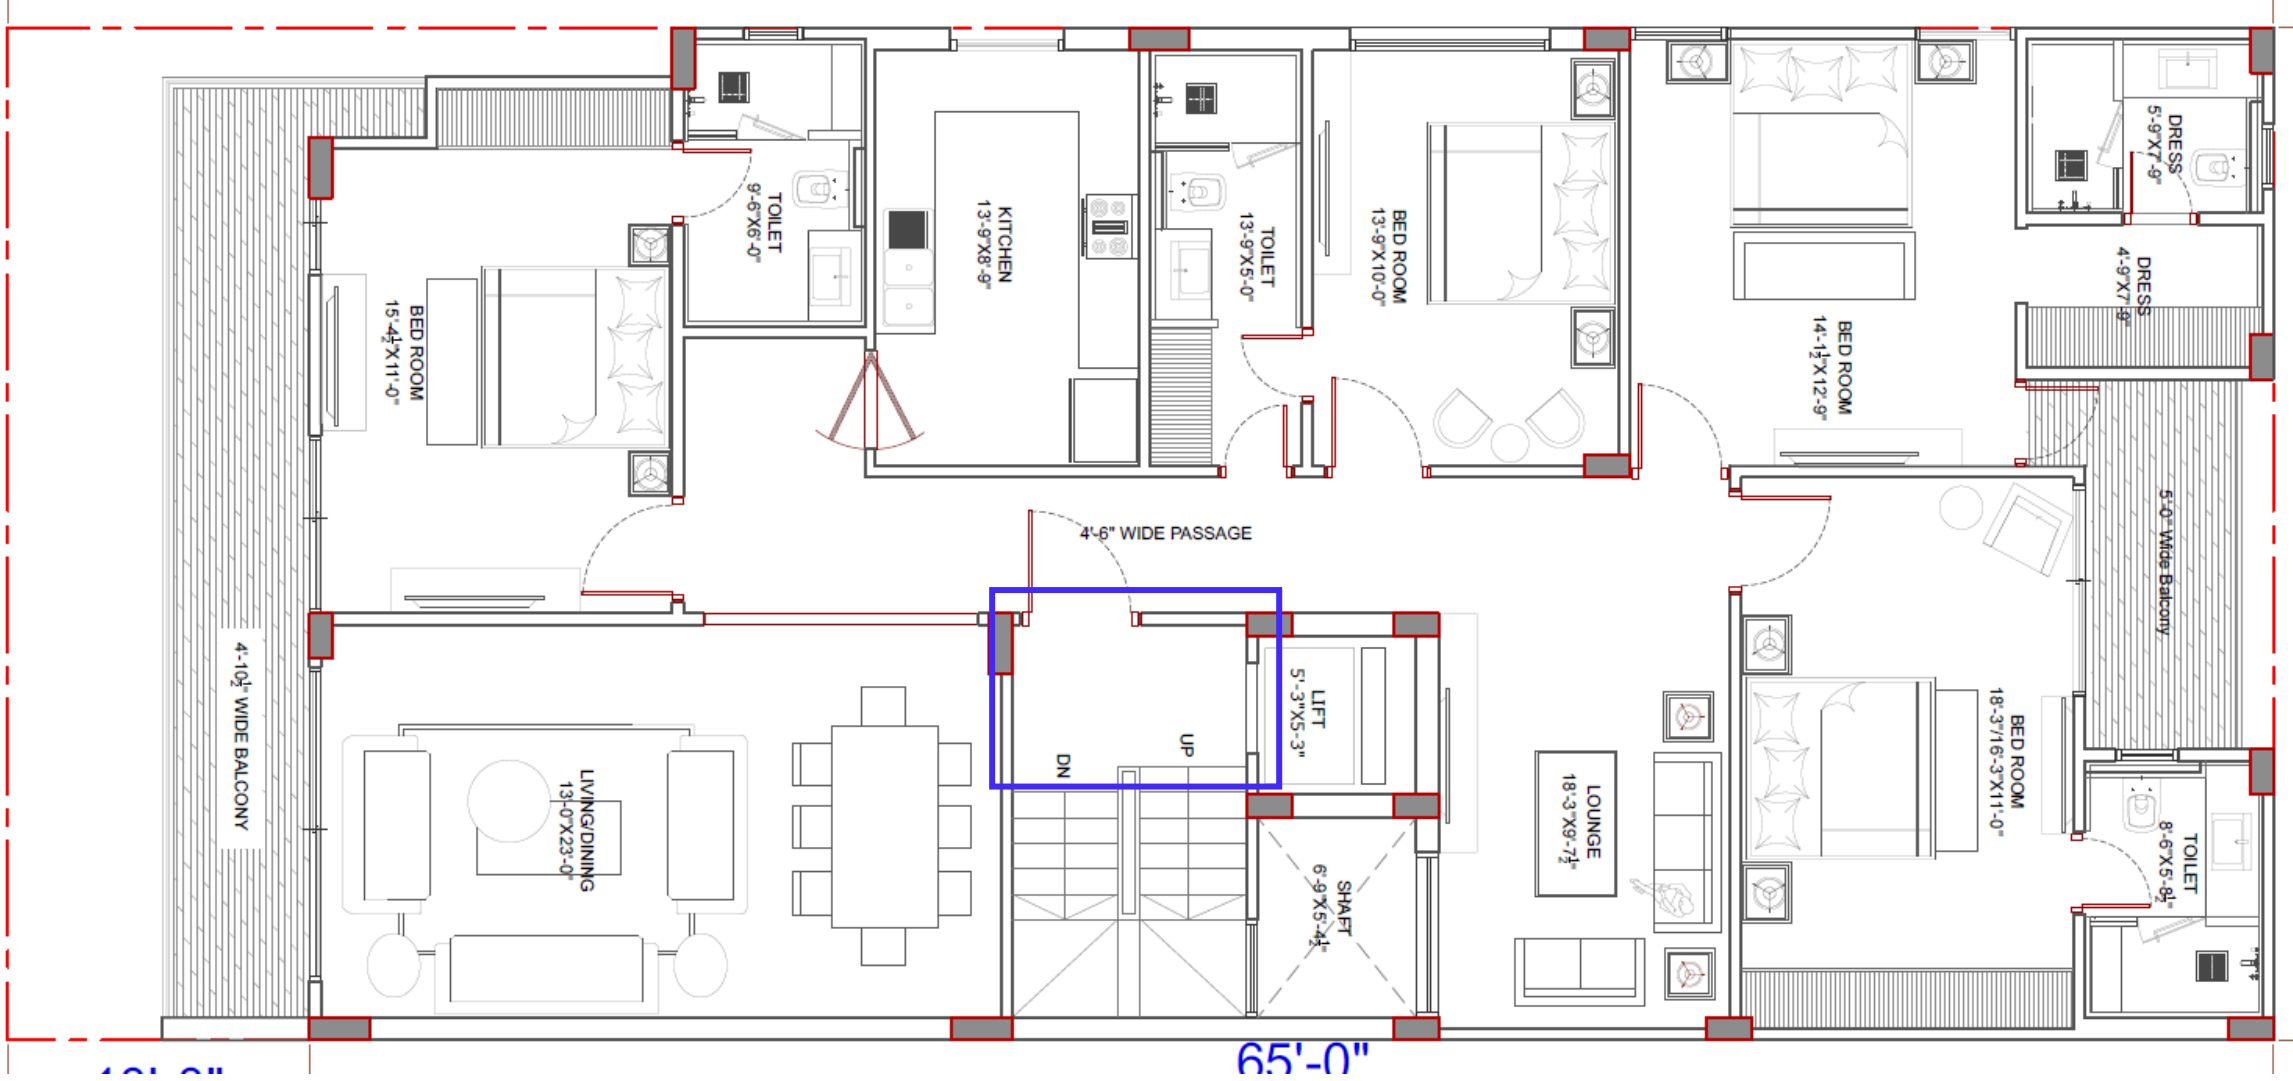 TOILET
9'-6"X6'-0"
KITCHEN
13'-9"X8'-9"
TOILET
13'-9"X5'-0"
BED ROOM
13'-9"X10'-0"
BED ROOM
14'-1½"X12'-9"
DRESS
5'-9"X7'-9"
DRESS
4'-9"X7'-9"
BED ROOM
15'-4½"X11'-0"
4'-6" WIDE PASSAGE
5'-0" Wide Balcony
4'-10½" WIDE BALCONY
LIVING/DINING
13'-0"X23'-0"
DN
UP
LIFT
5'-3"X5'-3"
SHAFT
6'-9"X5'-4½"
LOUNGE
18'-3"X9'-7½"
BED ROOM
18'-3"/16'-3"X11'-0"
TOILET
8'-6"X5'-8½"
65'-0"